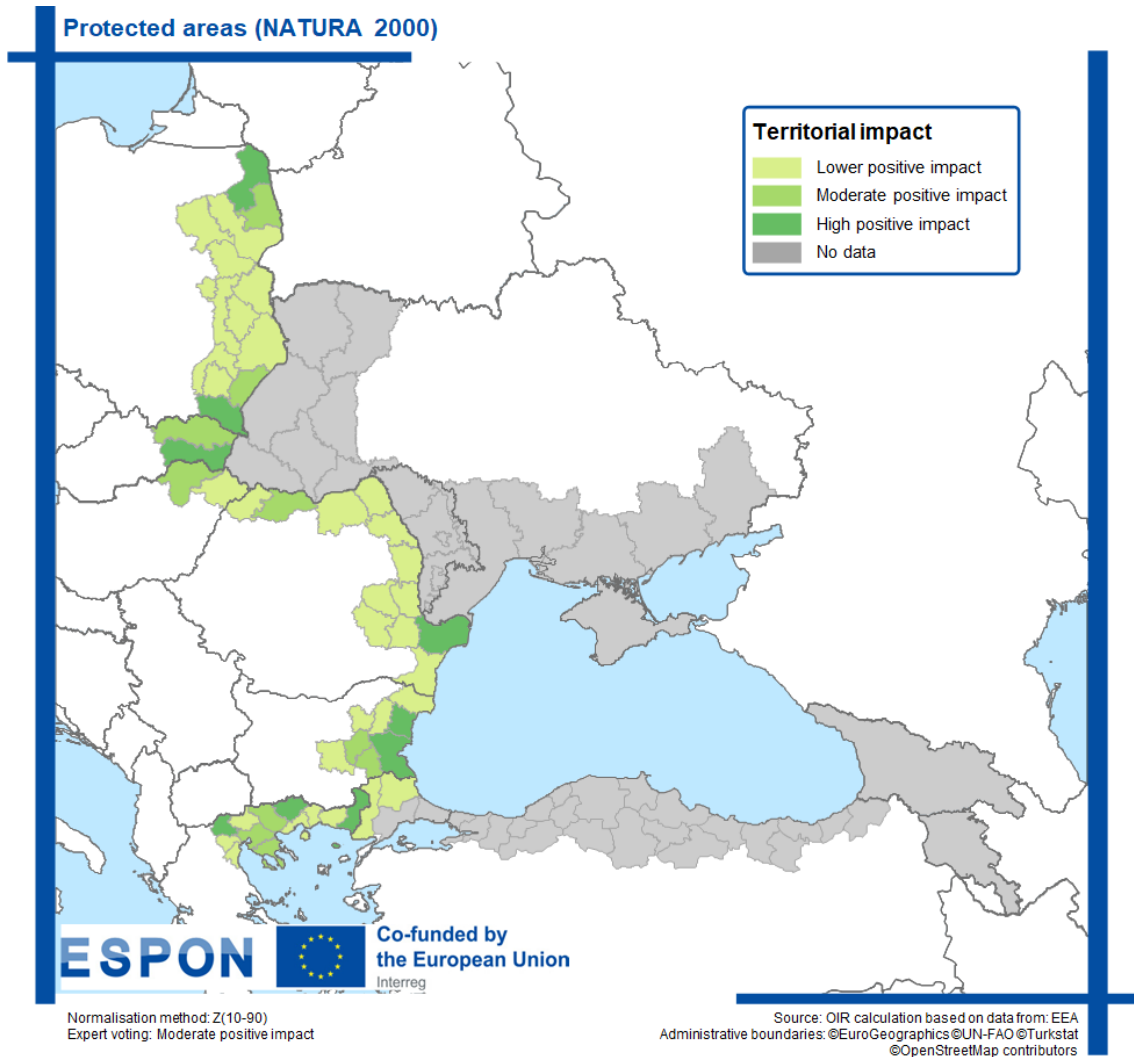 Protected areas (NATURA 2000)
Territorial impact
Lower positive impact
Moderate positive impact
High positive impact
No data
ESPON
Co-funded by
the European Union
Interreg
Normalisation method: Z(10-90)
Expert voting: Moderate positive impact
Source: OIR calculation based on data from: EEA
Administrative boundaries: ©EuroGeographics ©UN-FAO ©Turkstat
©OpenStreetMap contributors